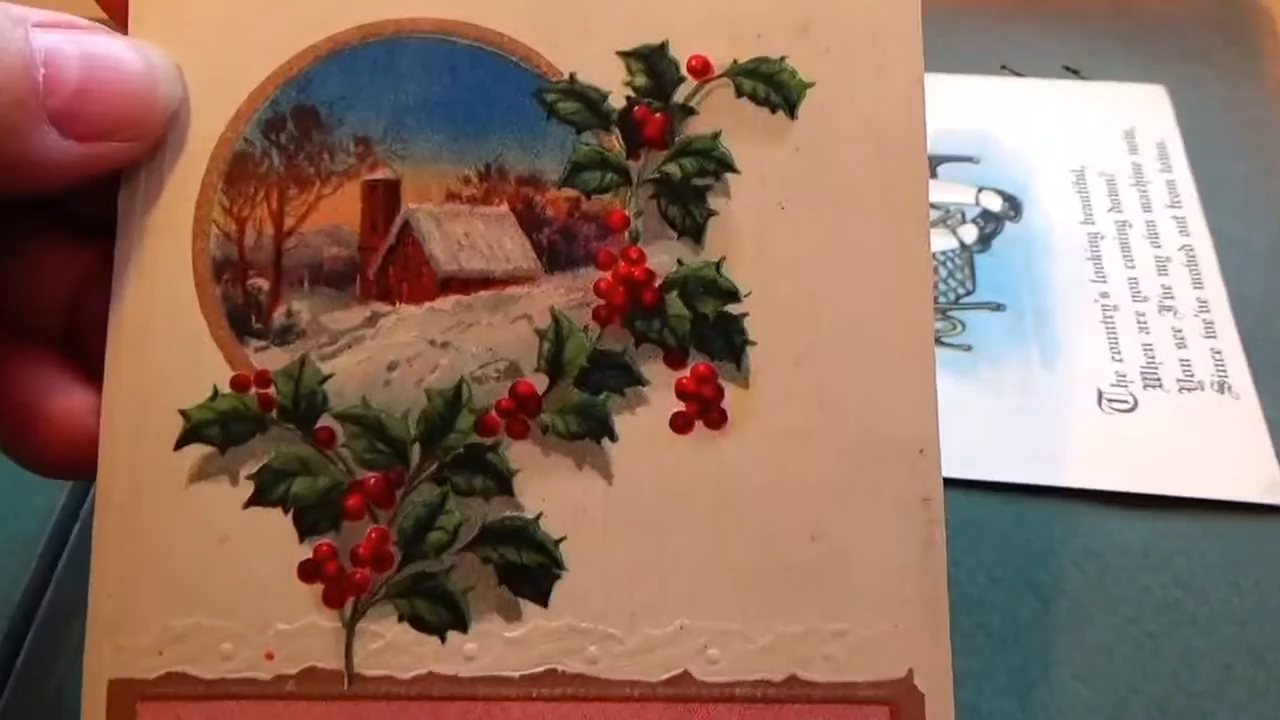 The country's looking beautiful,
When are you coming down?
You see I've my own machine now,
Since we've moved out from town.